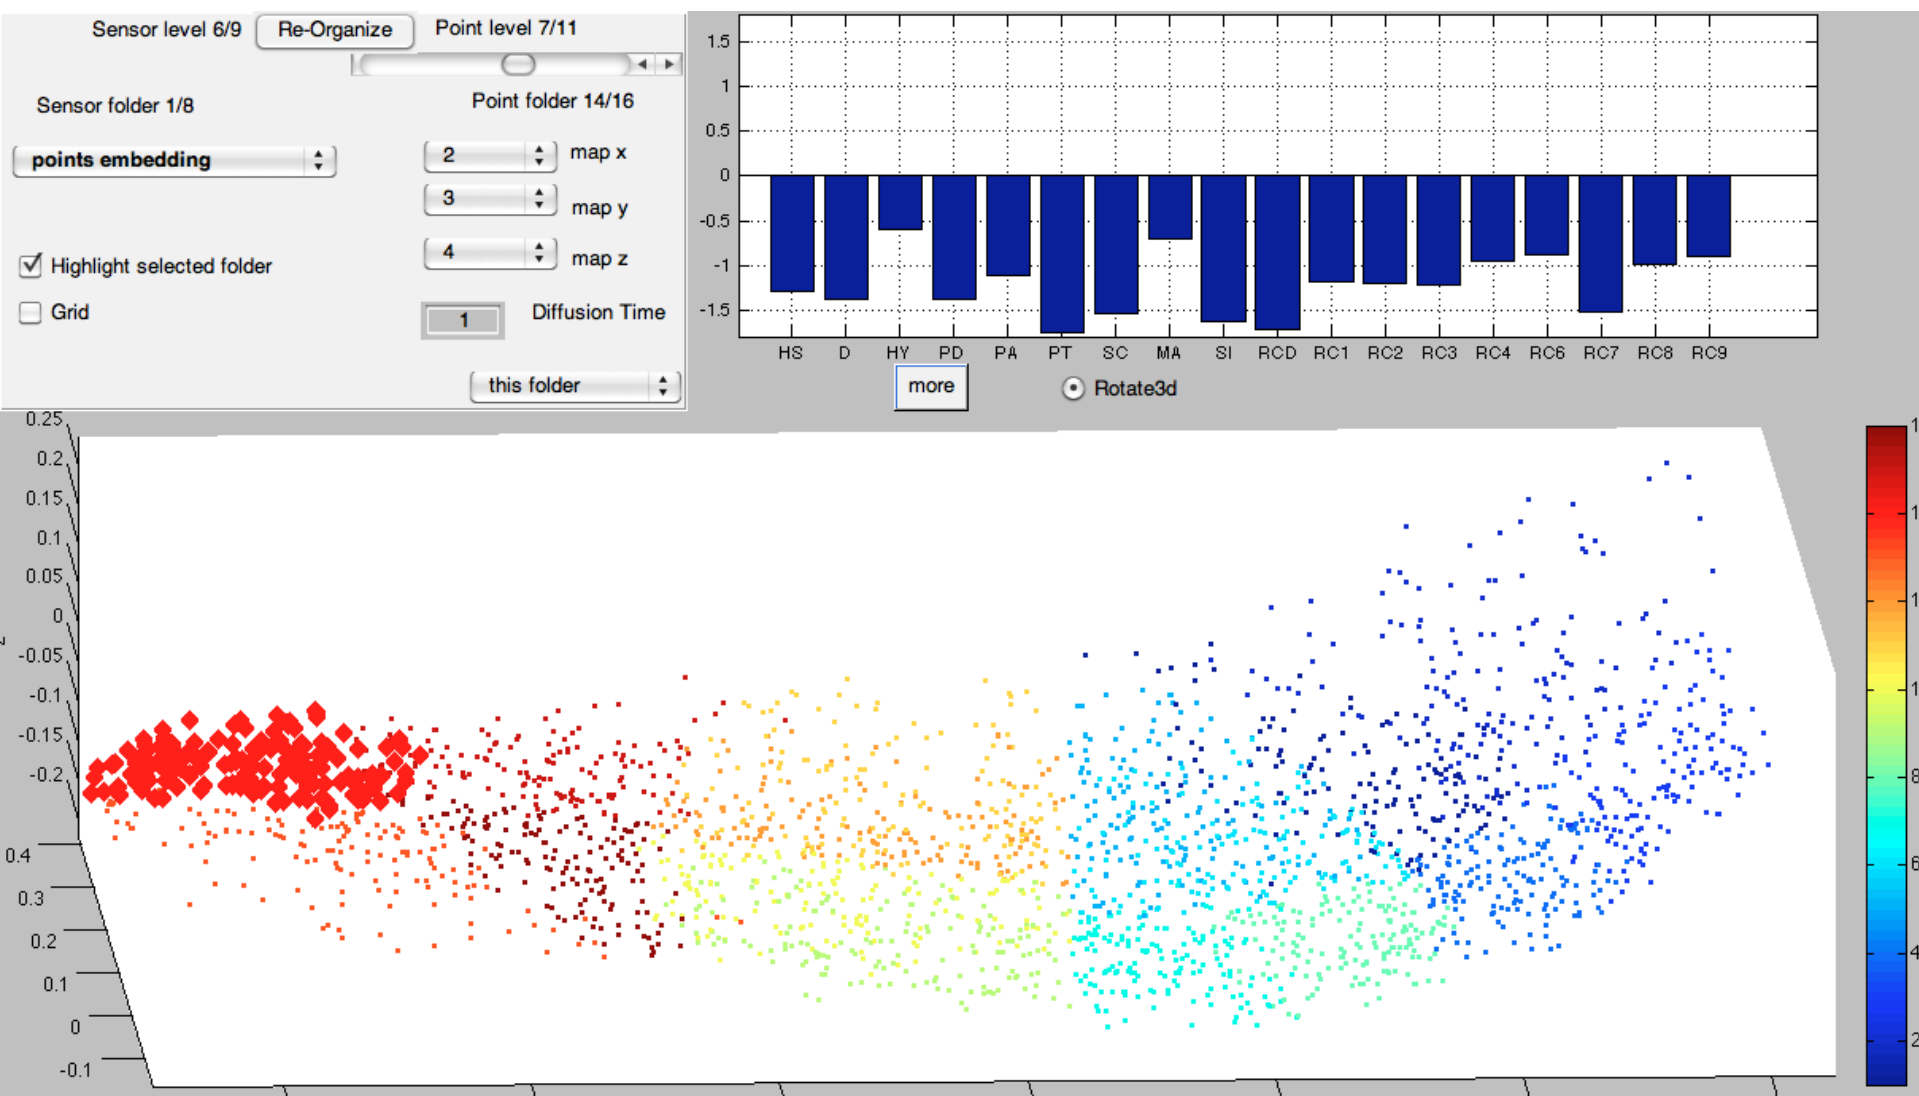 Sensor level 6/9 Re-Organize Point level 7/11
Sensor folder 1/8 Point folder 14/16
points embedding
2 map x
3 map y
4 map z
Highlight selected folder
Grid
1 Diffusion Time
this folder
1.5
1
0.5
0
-0.5
-1
-1.5
HS D HY PD PA PT SC MA SI RCD RC1 RC2 RC3 RC4 RC6 RC7 RC8 RC9
more Rotate3d
0.25
0.2
0.15
0.1
0.05
0
-0.05
-0.1
-0.15
-0.2
0.4
0.3
0.2
0.1
0
-0.1
8
6
4
2